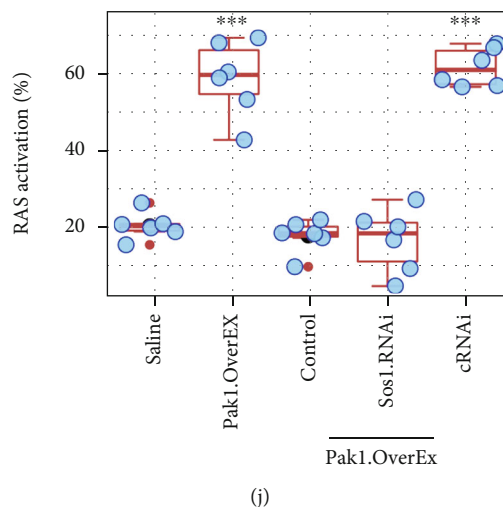 ***
***
60
40
20
RAS activation (%)
Saline
Pak1.OverEX
Control
Sos1.RNAi
cRNAi
Pak1.OverEx
(j)